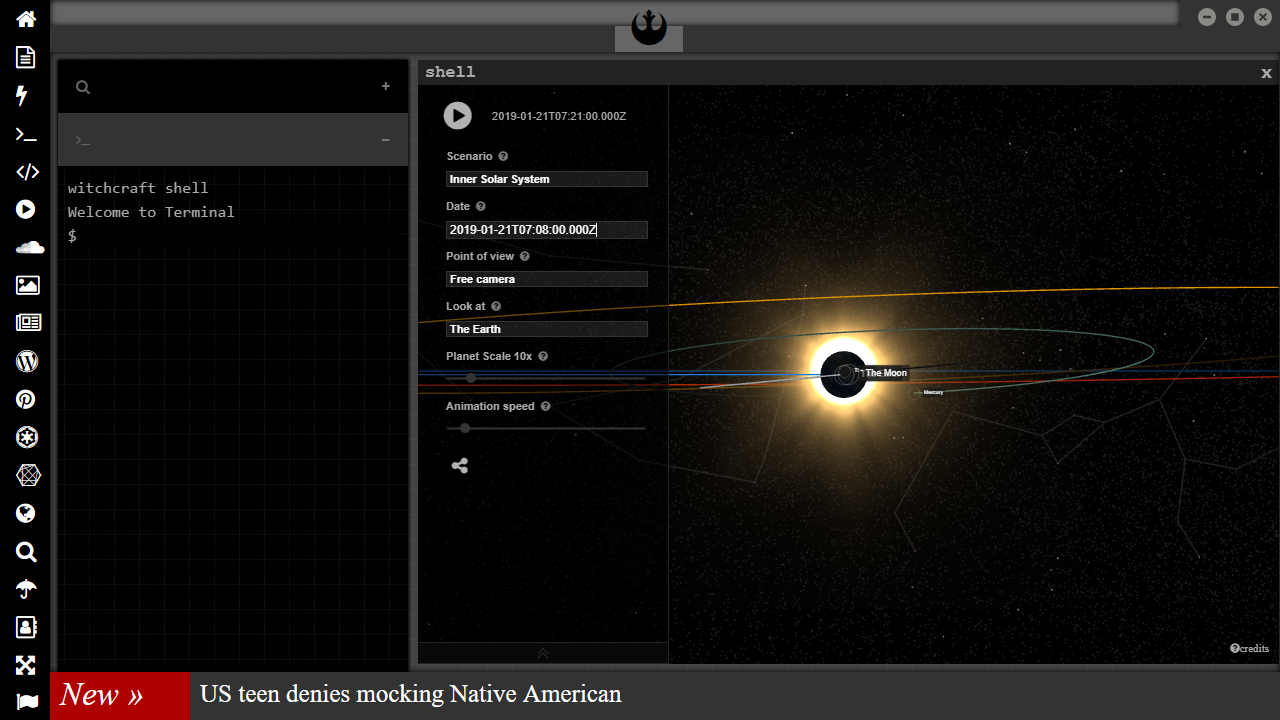 shell
x
+
2019-01-21T07:21:00.000Z
>_
−
Scenario
Inner Solar System
witchcraft shell
Welcome to Terminal
$
Date
2019-01-21T07:08:00.000Z
Point of view
Free camera
Look at
The Earth
Planet Scale 10x
Animation speed
The Moon
Mercury
credits
New »
US teen denies mocking Native American